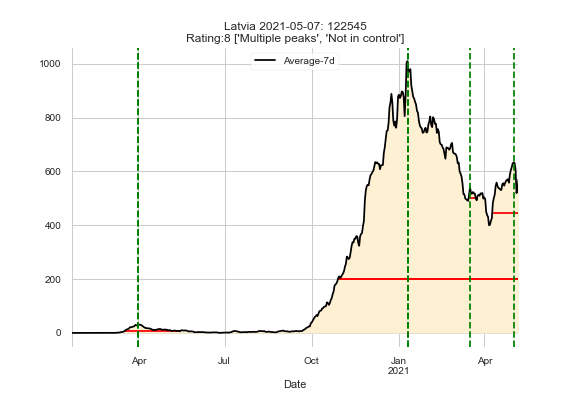 Latvia 2021-05-07: 122545
Rating:8 ['Multiple peaks', 'Not in control']
Average-7d
1000
800
600
400
200
0
Apr
Jul
Oct
Jan
2021
Apr
Date